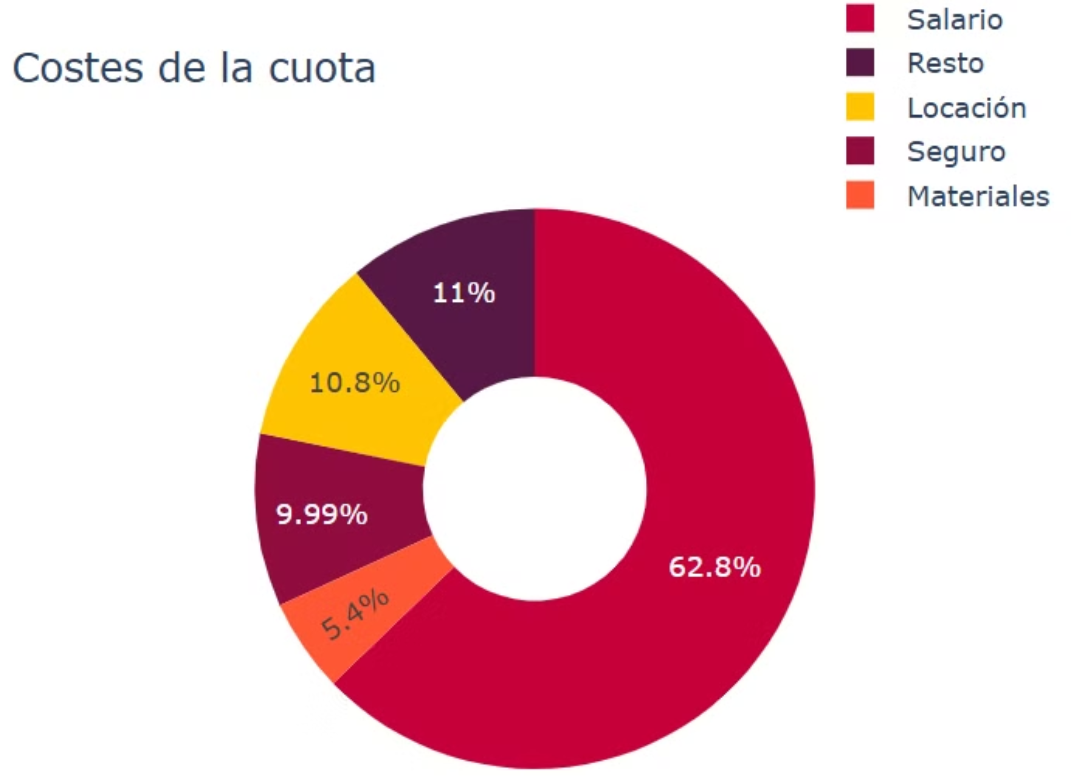 Costes de la cuota
Salario
Resto
Locación
Seguro
Materiales
11%
10.8%
9.99%
62.8%
5.4%